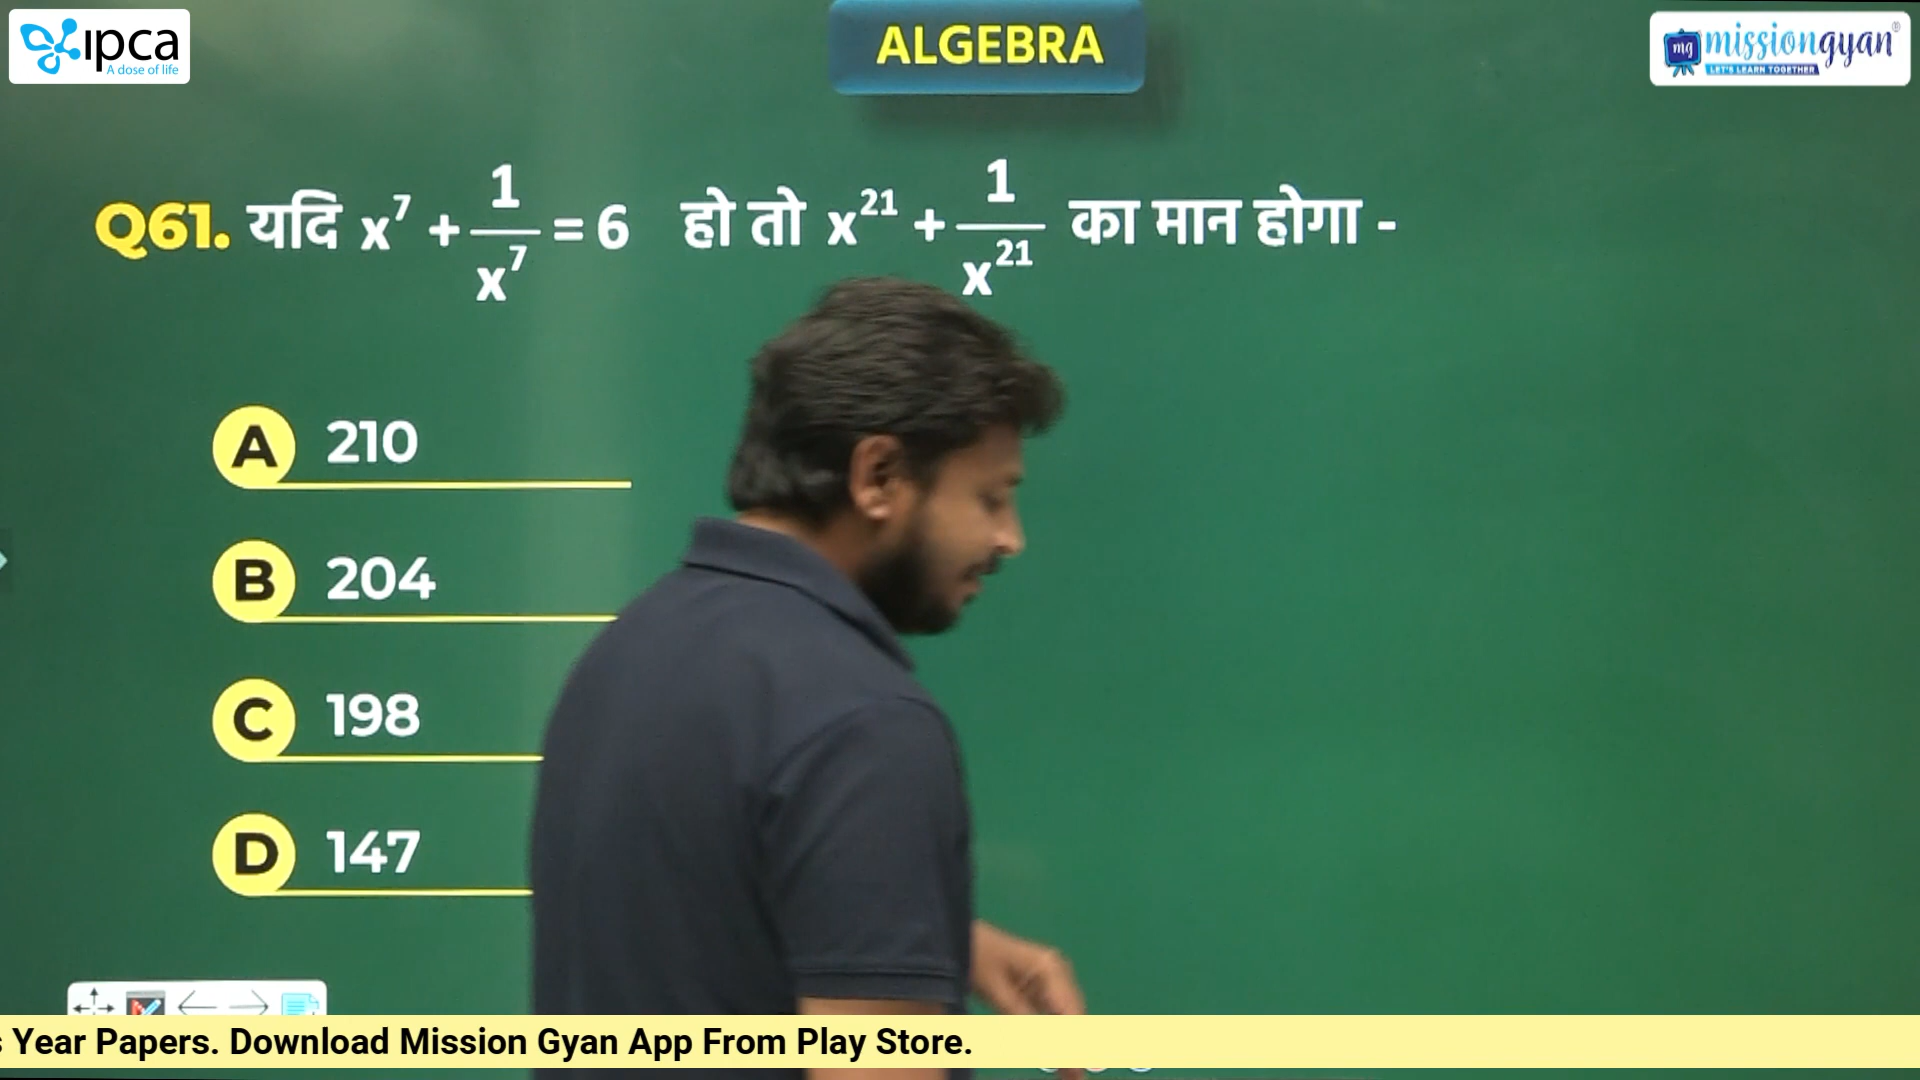 ipca
A dose of life
ALGEBRA
mg missiongyan®
LET'S LEARN TOGETHER
Q61. यदि x⁷ + 1/x⁷ = 6 हो तो x²¹ + 1/x²¹ का मान होगा -
A 210
B 204
C 198
D 147
Year Papers. Download Mission Gyan App From Play Store.